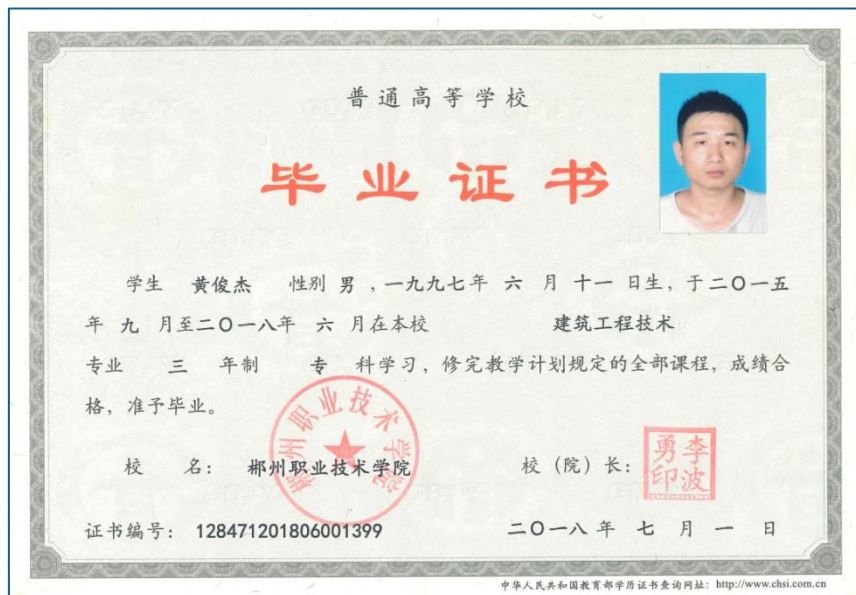 普通高等学校
毕业证书
学生 黄俊杰 性别 男 ，一九九七年 六 月 十一 日生，于二〇一五
年 九 月至二〇一八年 六 月在本校 建筑工程技术
专业 三 年制 专 科学习，修完教学计划规定的全部课程，成绩合
格，准予毕业。
郴州职业技术学院
校 名： 郴州职业技术学院 校（院）长：
李波勇印
证书编号： 128471201806001399 二〇一八 年 七 月 一 日
中华人民共和国教育部学历证书查询网址：http://www.chsi.com.cn